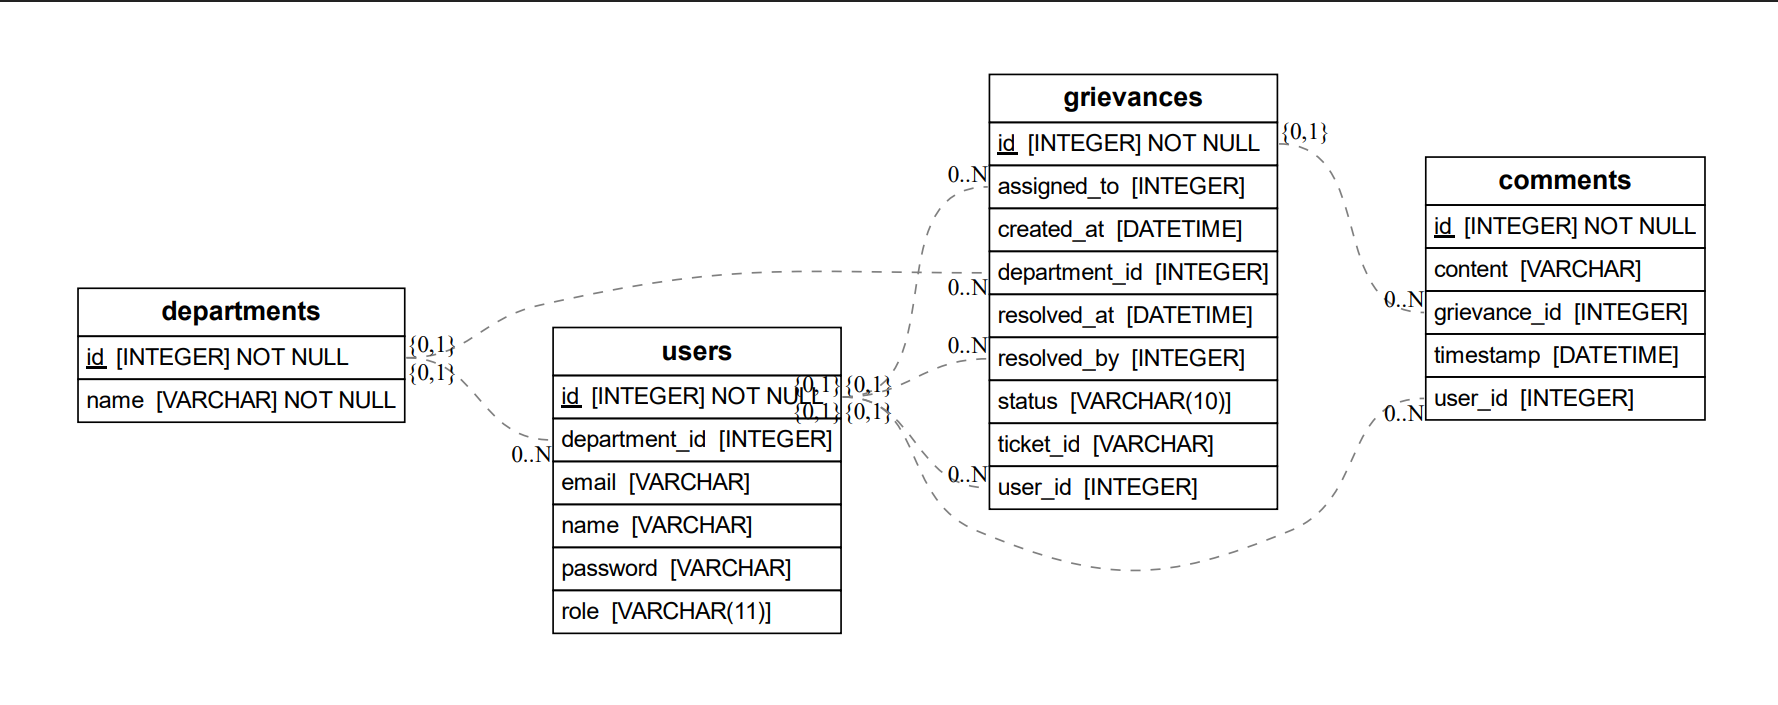 departments
id [INTEGER] NOT NULL
name [VARCHAR] NOT NULL
{0,1}
{0,1}
users
id [INTEGER] NOT NULL
department_id [INTEGER]
email [VARCHAR]
name [VARCHAR]
password [VARCHAR]
role [VARCHAR(11)]
0..N
{0,1} {0,1}
{0,1} {0,1}
grievances
id [INTEGER] NOT NULL
assigned_to [INTEGER]
created_at [DATETIME]
department_id [INTEGER]
resolved_at [DATETIME]
resolved_by [INTEGER]
status [VARCHAR(10)]
ticket_id [VARCHAR]
user_id [INTEGER]
0..N
0..N
0..N
0..N
{0,1}
comments
id [INTEGER] NOT NULL
content [VARCHAR]
grievance_id [INTEGER]
timestamp [DATETIME]
user_id [INTEGER]
0..N
0..N